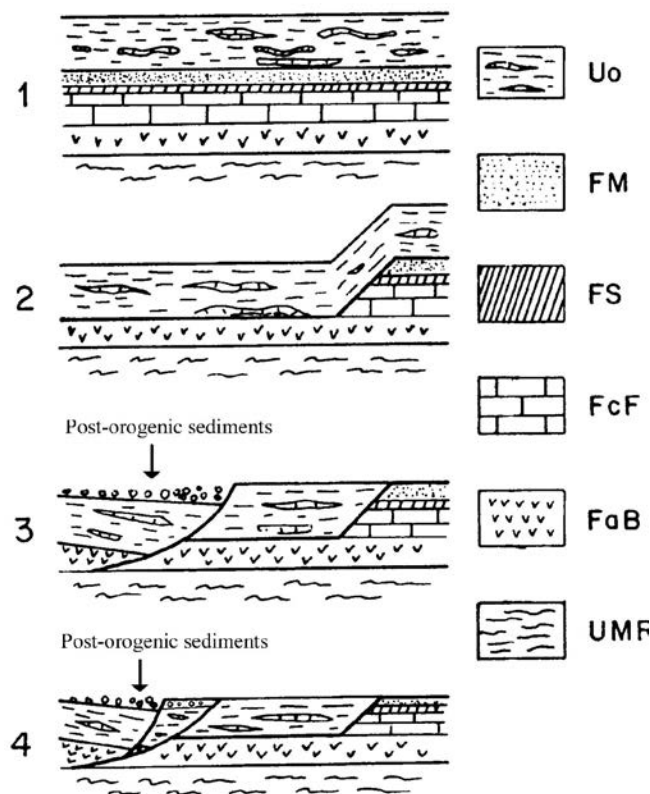 1
2
Post-orogenic sediments
3
Post-orogenic sediments
4
Uo
FM
FS
FcF
FaB
UMR